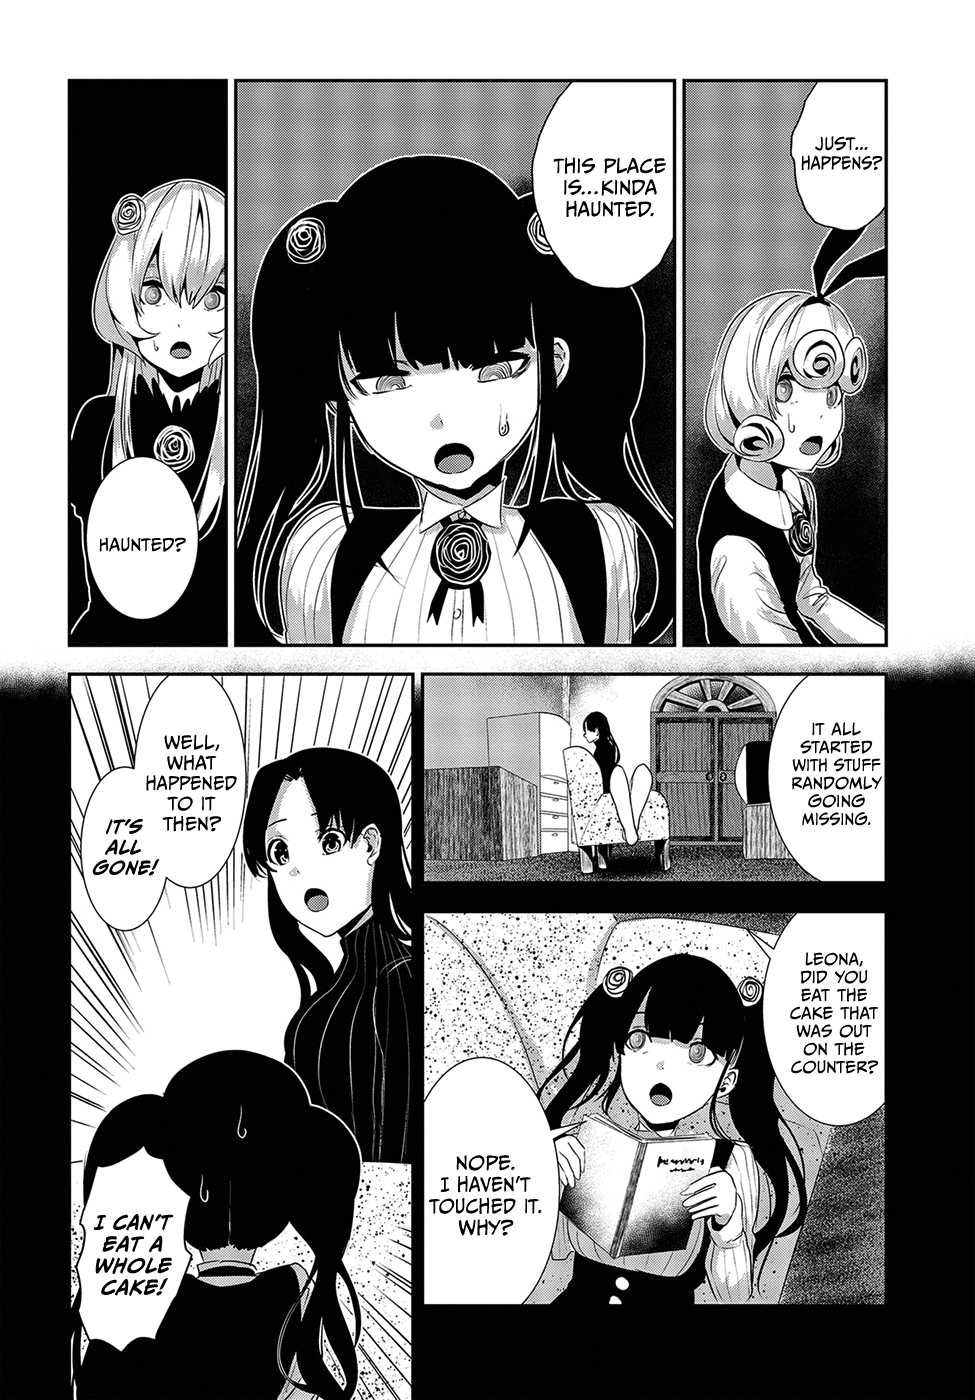 JUST...
HAPPENS?
THIS PLACE
IS...KINDA
HAUNTED.
HAUNTED?
IT ALL
STARTED
WITH STUFF
RANDOMLY
GOING
MISSING.
LEONA,
DID YOU
EAT THE
CAKE THAT
WAS OUT
ON THE
COUNTER?
NOPE.
I HAVEN'T
TOUCHED IT.
WHY?
WELL,
WHAT
HAPPENED
TO IT
THEN?
IT'S
ALL
GONE!
I CAN'T
EAT A
WHOLE
CAKE!